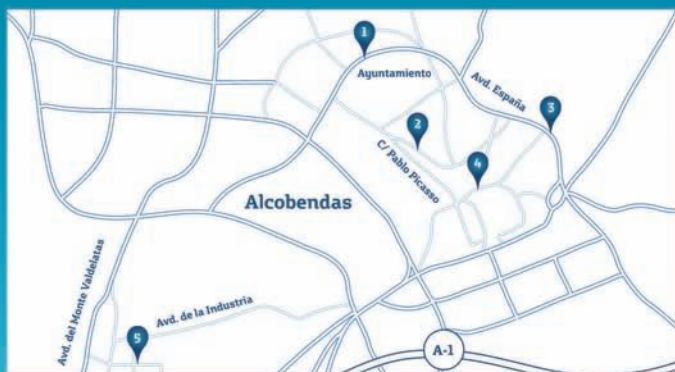 1
Ayuntamiento
Avd. España
3
2
C/ Pablo Picasso
4
Alcobendas
Avd. del Monte Valdelatas
Avd. de la Industria
5
A-1